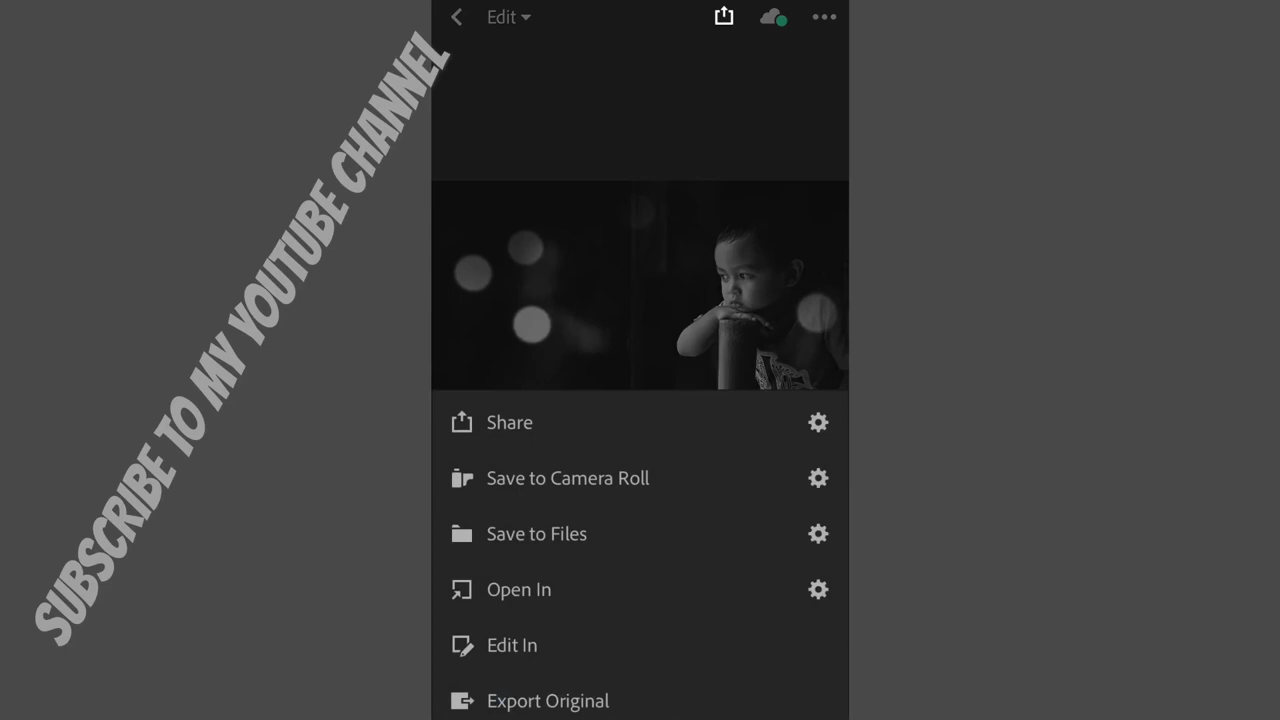 Edit
SUBSCRIBE TO MY YOUTUBE CHANNEL
Share
Save to Camera Roll
Save to Files
Open In
Edit In
Export Original